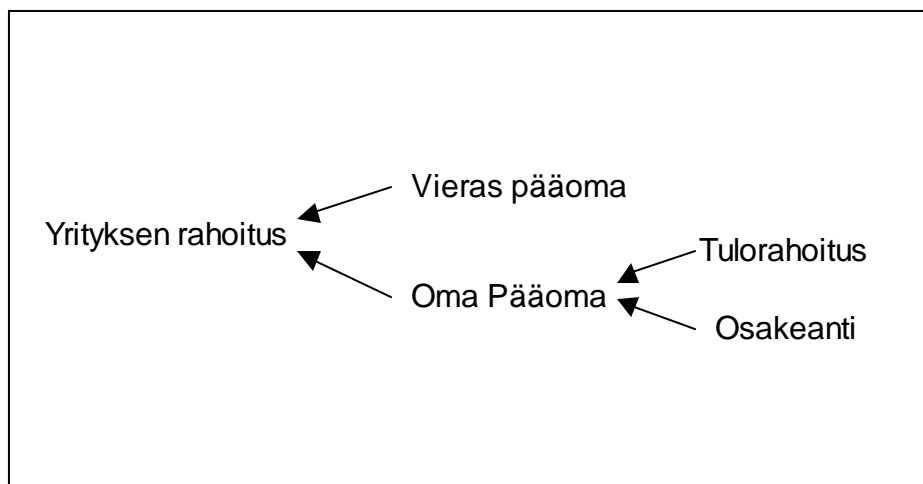 Vieras pääoma
Yrityksen rahoitus
Tulorahoitus
Oma Pääoma
Osakeanti